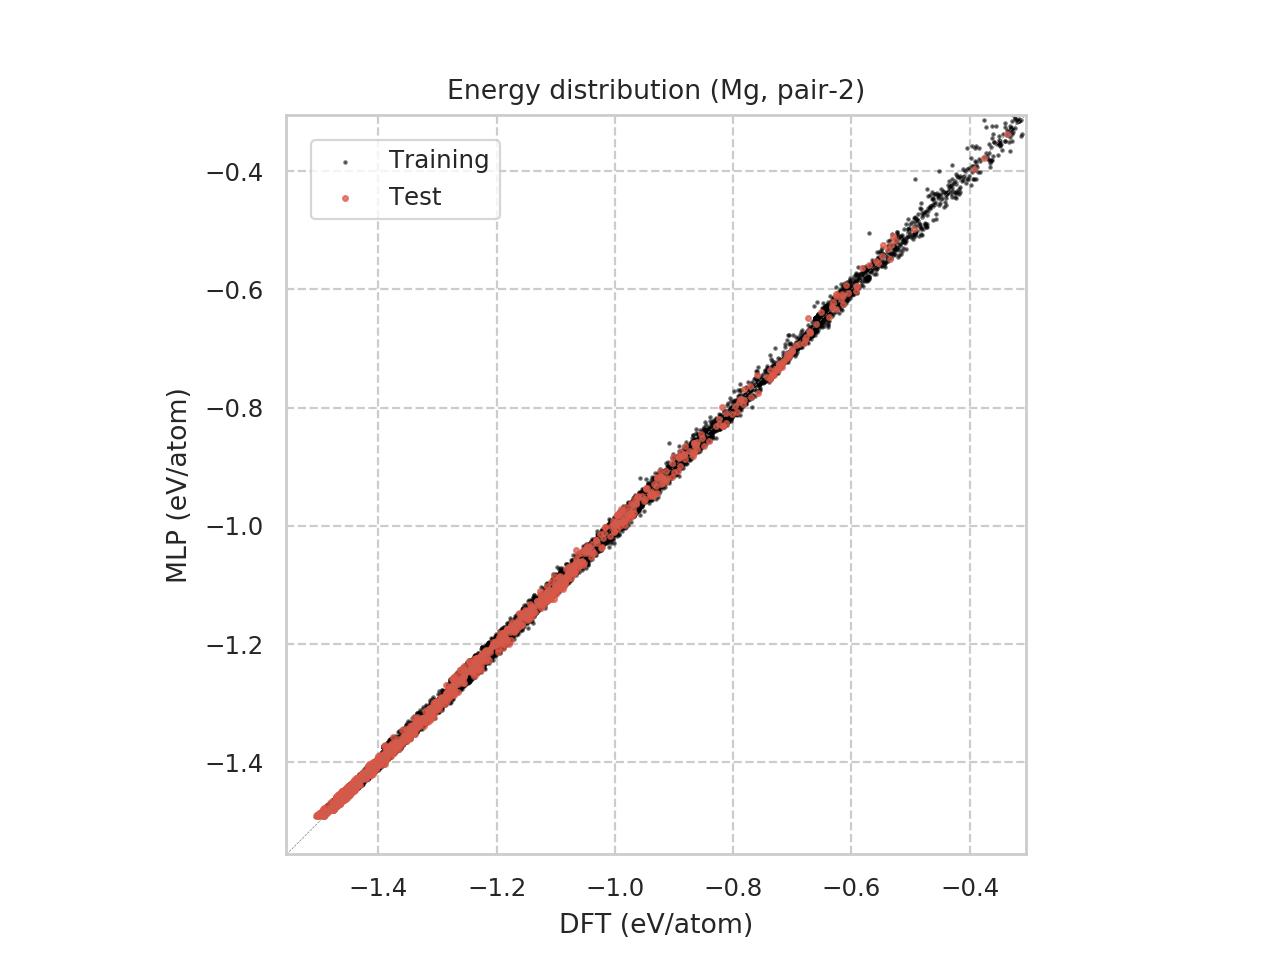 Energy distribution (Mg, pair-2)
Training
Test
MLP (eV/atom)
−0.4
−0.6
−0.8
−1.0
−1.2
−1.4
−1.4 −1.2 −1.0 −0.8 −0.6 −0.4
DFT (eV/atom)